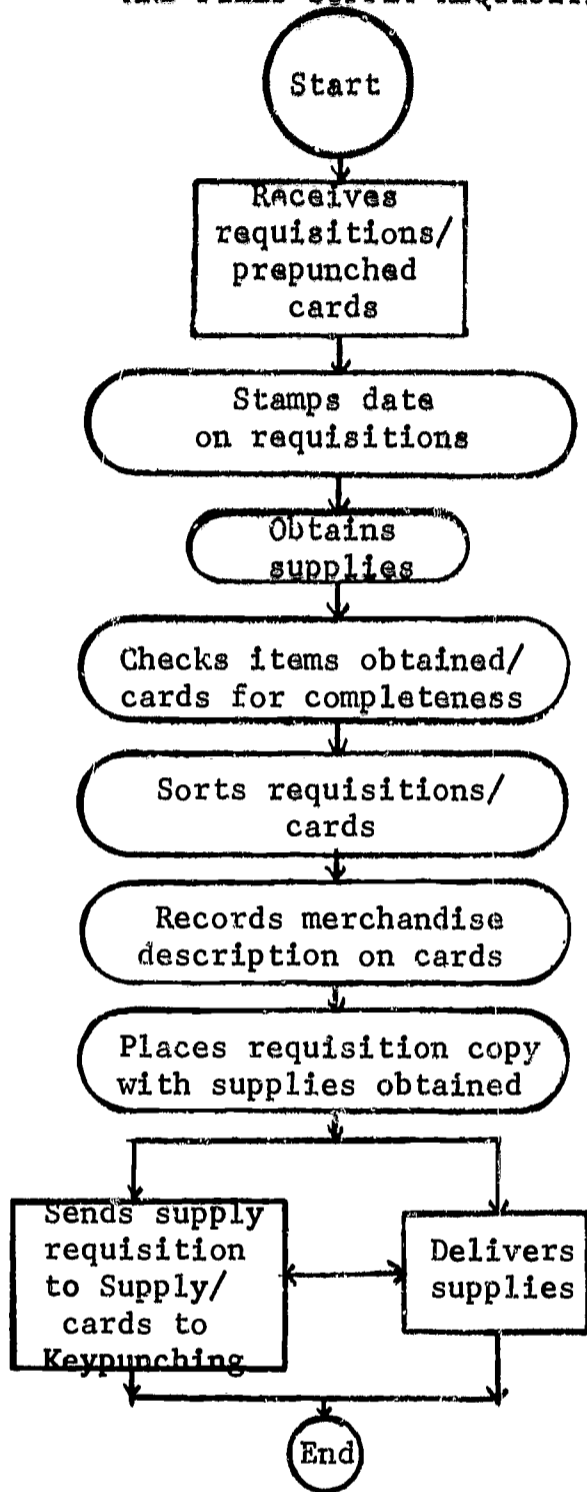 Start
Receives
requisitions/
prepunched
cards
Stamps date
on requisitions
Obtains
supplies
Checks items obtained/
cards for completeness
Sorts requisitions/
cards
Records merchandise
description on cards
Places requisition copy
with supplies obtained
Sends supply
requisition
to Supply/
cards to
Keypunching
Delivers
supplies
End